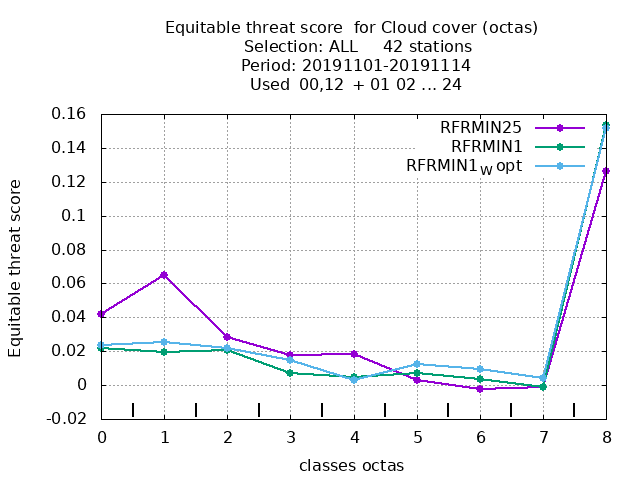 Equitable threat score  for Cloud cover (octas)
Selection: ALL     42 stations
Period: 20191101-20191114
Used  00,12  + 01 02 ... 24
RFRMIN25
RFRMIN1
RFRMIN1W opt
Equitable threat score
0.16
0.14
0.12
0.1
0.08
0.06
0.04
0.02
0
-0.02
0 1 2 3 4 5 6 7 8
classes octas